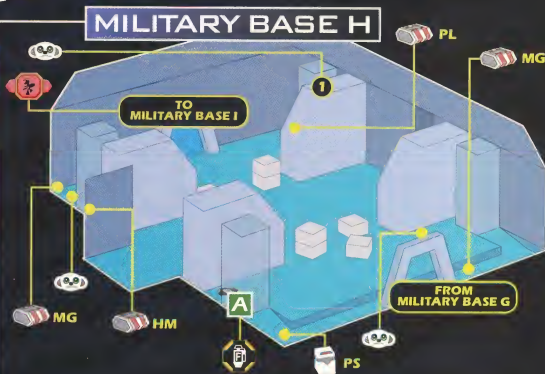 MILITARY BASE H
PL
MG
1
TO
MILITARY BASE I
MG
HM
A
FROM
MILITARY BASE G
PS